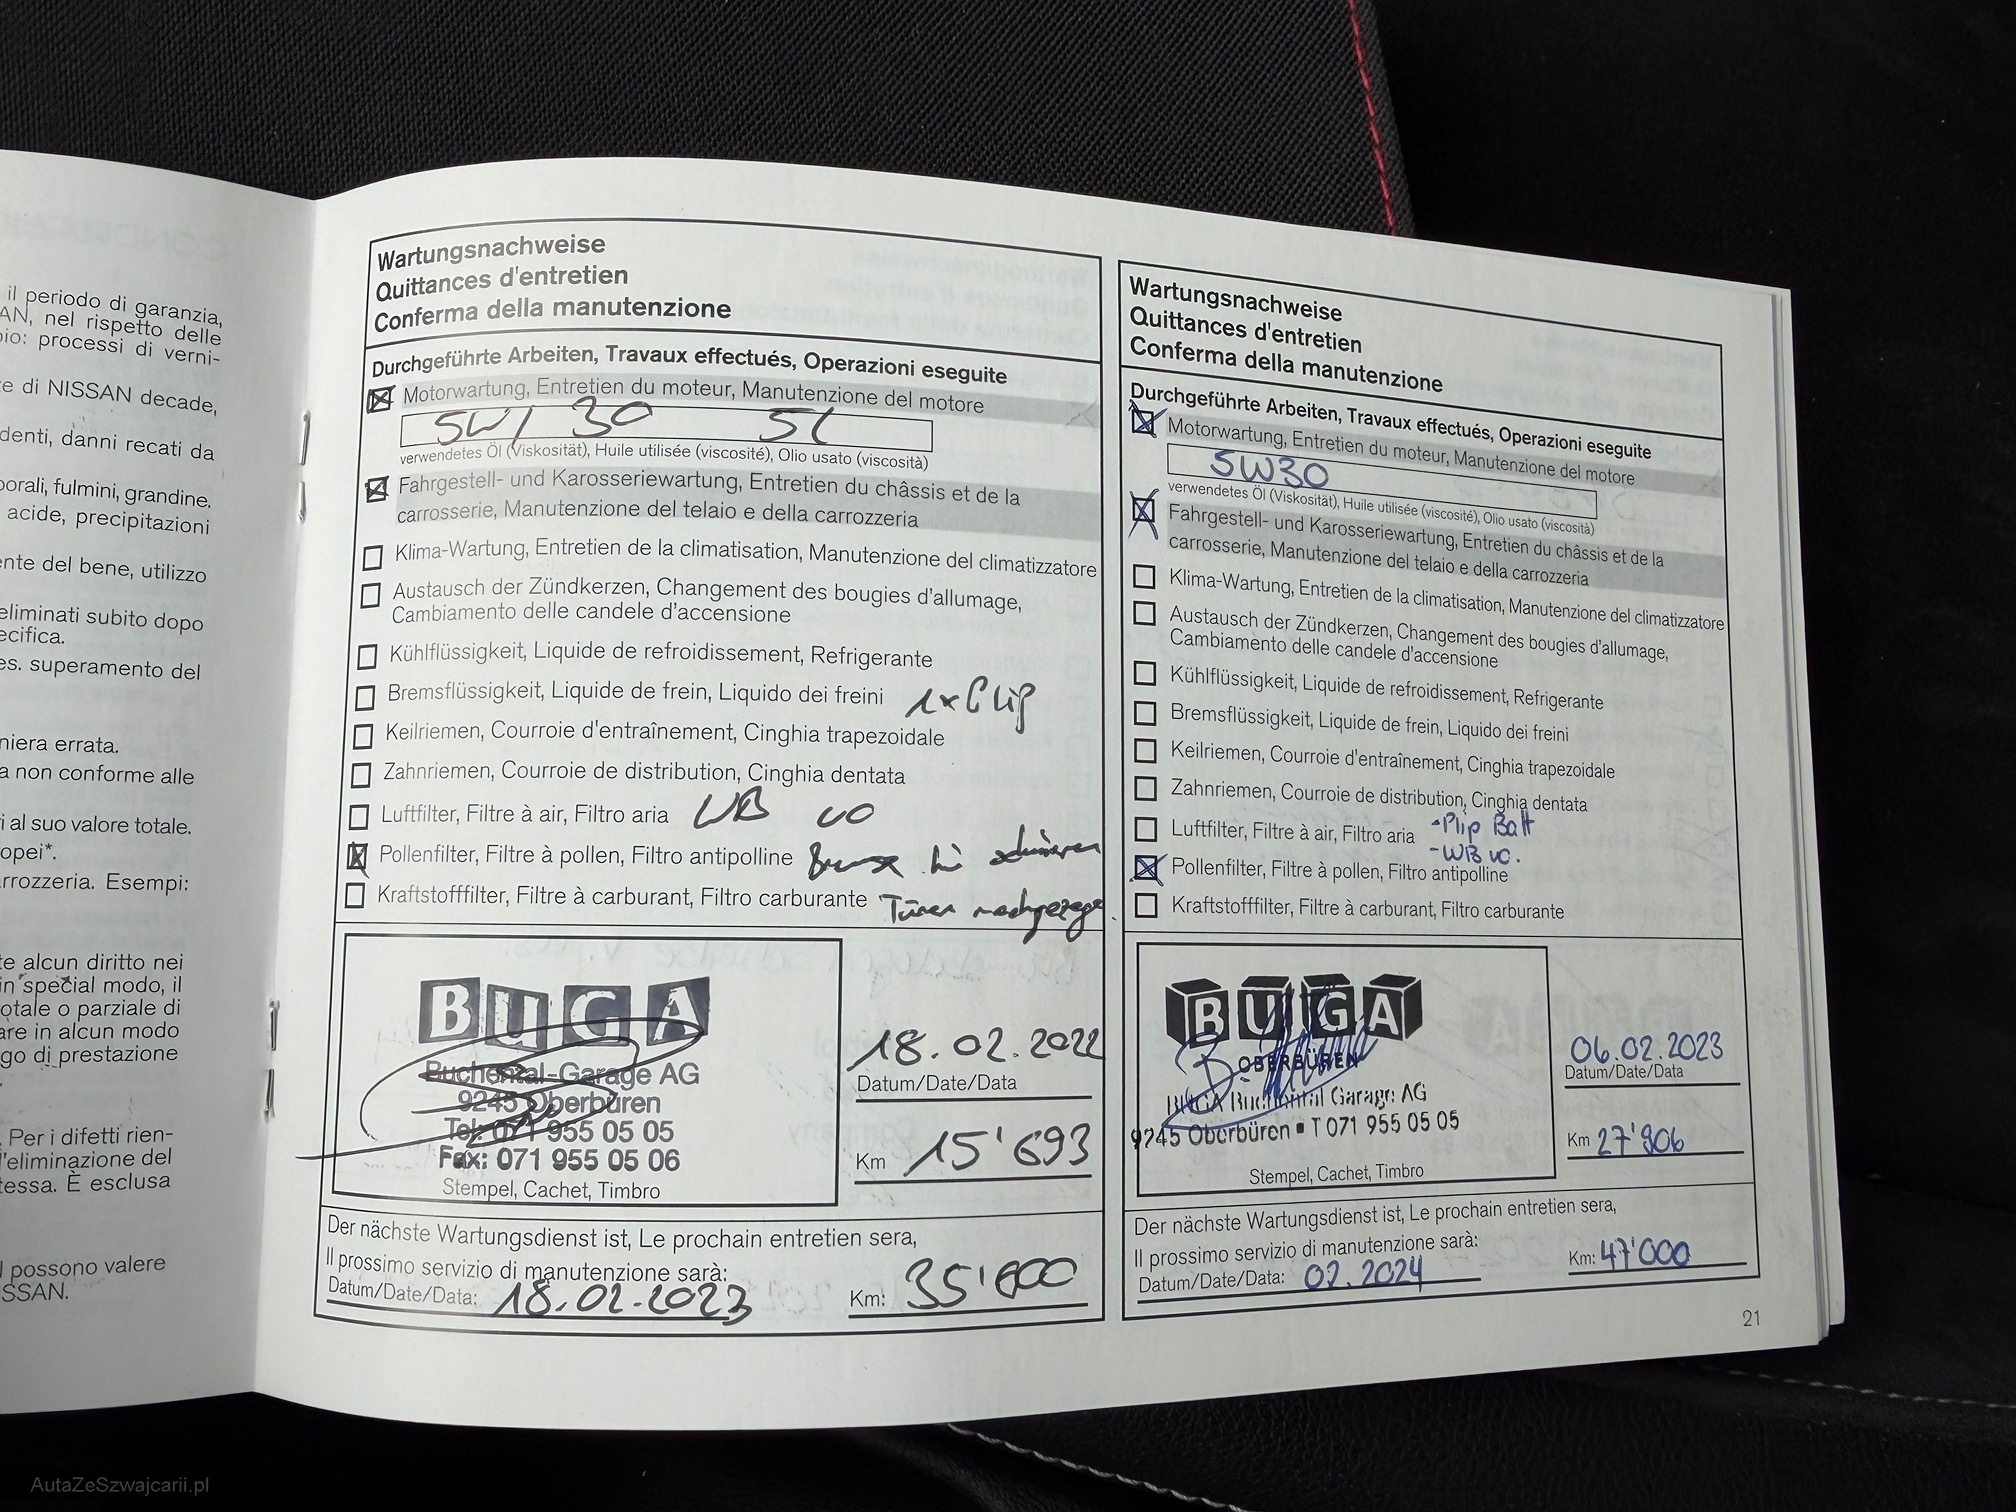 il periodo di garanzia,
AN, nel rispetto delle
pio: processi di verni-
te di NISSAN decade,
denti, danni recati da
porali, fulmini, grandine.
acide, precipitazioni
ente del bene, utilizzo
eliminati subito dopo
ecifica.
es. superamento del
niera errata.
a non conforme alle
i al suo valore totale.
opei*.
rrozzeria. Esempi:
te alcun diritto nei
in special modo, il
otale o parziale di
are in alcun modo
go di prestazione
Per i difetti rien-
l'eliminazione del
tessa. È esclusa
l possono valere
SSAN.
Wartungsnachweise
Quittances d'entretien
Conferma della manutenzione
Durchgeführte Arbeiten, Travaux effectués, Operazioni eseguite
Motorwartung, Entretien du moteur, Manutenzione del motore
5W/30 5L
verwendetes Öl (Viskosität), Huile utilisée (viscosité), Olio usato (viscosità)
Fahrgestell- und Karosseriewartung, Entretien du châssis et de la
carrosserie, Manutenzione del telaio e della carrozzeria
Klima-Wartung, Entretien de la climatisation, Manutenzione del climatizzatore
Austausch der Zündkerzen, Changement des bougies d'allumage,
Cambiamento delle candele d'accensione
Kühlflüssigkeit, Liquide de refroidissement, Refrigerante
Bremsflüssigkeit, Liquide de frein, Liquido dei freini 1x Clip
Keilriemen, Courroie d'entraînement, Cinghia trapezoidale
Zahnriemen, Courroie de distribution, Cinghia dentata
Luftfilter, Filtre à air, Filtro aria WB vo
Pollenfilter, Filtre à pollen, Filtro antipolline
Kraftstofffilter, Filtre à carburant, Filtro carburante Türen nachgezoge
BUGA
Buchental-Garage AG
9245 Oberbüren
Tel: 071 955 05 05
Fax: 071 955 05 06
Stempel, Cachet, Timbro
18.02.2022
Datum/Date/Data
Km 15'693
Der nächste Wartungsdienst ist, Le prochain entretien sera,
Il prossimo servizio di manutenzione sarà:
Datum/Date/Data: 18.02.2023 Km: 35'600
Wartungsnachweise
Quittances d'entretien
Conferma della manutenzione
Durchgeführte Arbeiten, Travaux effectués, Operazioni eseguite
Motorwartung, Entretien du moteur, Manutenzione del motore
5W30
verwendetes Öl (Viskosität), Huile utilisée (viscosité), Olio usato (viscosità)
Fahrgestell- und Karosseriewartung, Entretien du châssis et de la
carrosserie, Manutenzione del telaio e della carrozzeria
Klima-Wartung, Entretien de la climatisation, Manutenzione del climatizzatore
Austausch der Zündkerzen, Changement des bougies d'allumage,
Cambiamento delle candele d'accensione
Kühlflüssigkeit, Liquide de refroidissement, Refrigerante
Bremsflüssigkeit, Liquide de frein, Liquido dei freini
Keilriemen, Courroie d'entraînement, Cinghia trapezoidale
Zahnriemen, Courroie de distribution, Cinghia dentata
Luftfilter, Filtre à air, Filtro aria -Plip Batt
-WB vo.
Pollenfilter, Filtre à pollen, Filtro antipolline
Kraftstofffilter, Filtre à carburant, Filtro carburante
BUGA
OBERBÜREN
BUGA Buchental Garage AG
9245 Oberbüren ▪ T 071 955 05 05
Stempel, Cachet, Timbro
06.02.2023
Datum/Date/Data
Km 27'906
Der nächste Wartungsdienst ist, Le prochain entretien sera,
Il prossimo servizio di manutenzione sarà:
Datum/Date/Data: 02.2024 Km: 47'000
21
AutaZeSzwajcarii.pl